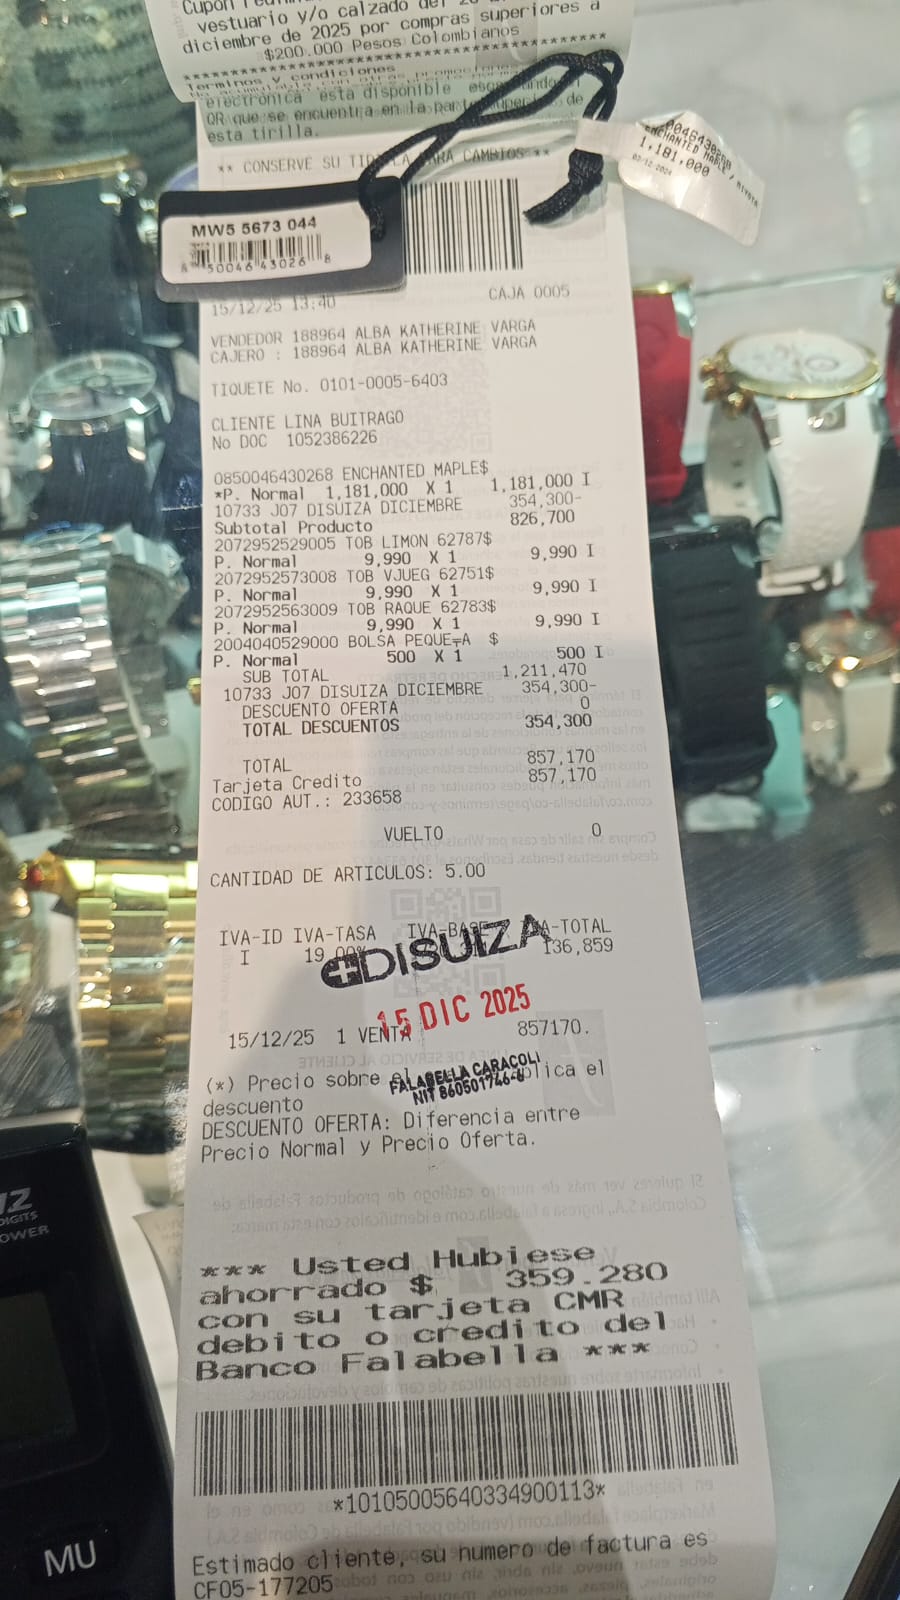 vestuario y/o calzado del
diciembre de 2025 por compras superiores a
$200.000 Pesos Colombianos
******************************************
Terminos y condiciones
electronica esta disponible
QR que se encuentra en la de
esta tirilla.
** CONSERVE SU PARA CAMBIOS **
ENCHANTED MAPLE /
1,181,000
MW5 5673 044
8 50046 43026 8
15/12/25 13:40 CAJA 0005
VENDEDOR 188964 ALBA KATHERINE VARGA
CAJERO : 188964 ALBA KATHERINE VARGA
TIQUETE No. 0101-0005-6403
CLIENTE LINA BUITRAGO
No DOC 1052386226
0850046430268 ENCHANTED MAPLE$
*P. Normal 1,181,000 X 1 1,181,000 I
10733 J07 DISUIZA DICIEMBRE 354,300-
Subtotal Producto 826,700
2072952529005 TOB LIMON 62787$
P. Normal 9,990 X 1 9,990 I
2072952573008 TOB VJUEG 62751$
P. Normal 9,990 X 1 9,990 I
2072952563009 TOB RAQUE 62783$
P. Normal 9,990 X 1 9,990 I
2004040529000 BOLSA PEQUE¬A $
P. Normal 500 X 1 500 I
SUB TOTAL 1,211,470
10733 J07 DISUIZA DICIEMBRE 354,300-
DESCUENTO OFERTA 0
TOTAL DESCUENTOS 354,300
TOTAL 857,170
Tarjeta Credito 857,170
CODIGO AUT.: 233658
VUELTO 0
CANTIDAD DE ARTICULOS: 5.00
IVA-ID IVA-TASA IVA-BASE IVA-TOTAL
I 19.00% 136,859
DISUIZA
15 DIC 2025
15/12/25 1 VENTA 857170.
FALABELLA CARACOLI
NIT 860501746-6
(*) Precio sobre el aplica el
descuento
DESCUENTO OFERTA: Diferencia entre
Precio Normal y Precio Oferta.
*** Usted Hubiese
ahorrado $ 359.280
con su tarjeta CMR
debito o credito del
Banco Falabella ***
*10105005640334900113*
Estimado cliente, su numero de factura es
CF05-177205
DIGITS
OWER
MU